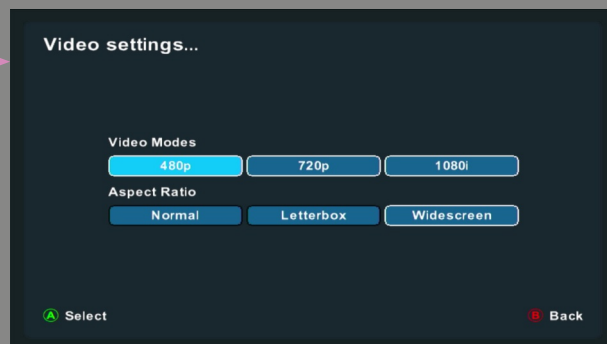 Video settings...
Video Modes
480p 720p 1080i
Aspect Ratio
Normal Letterbox Widescreen
A Select B Back